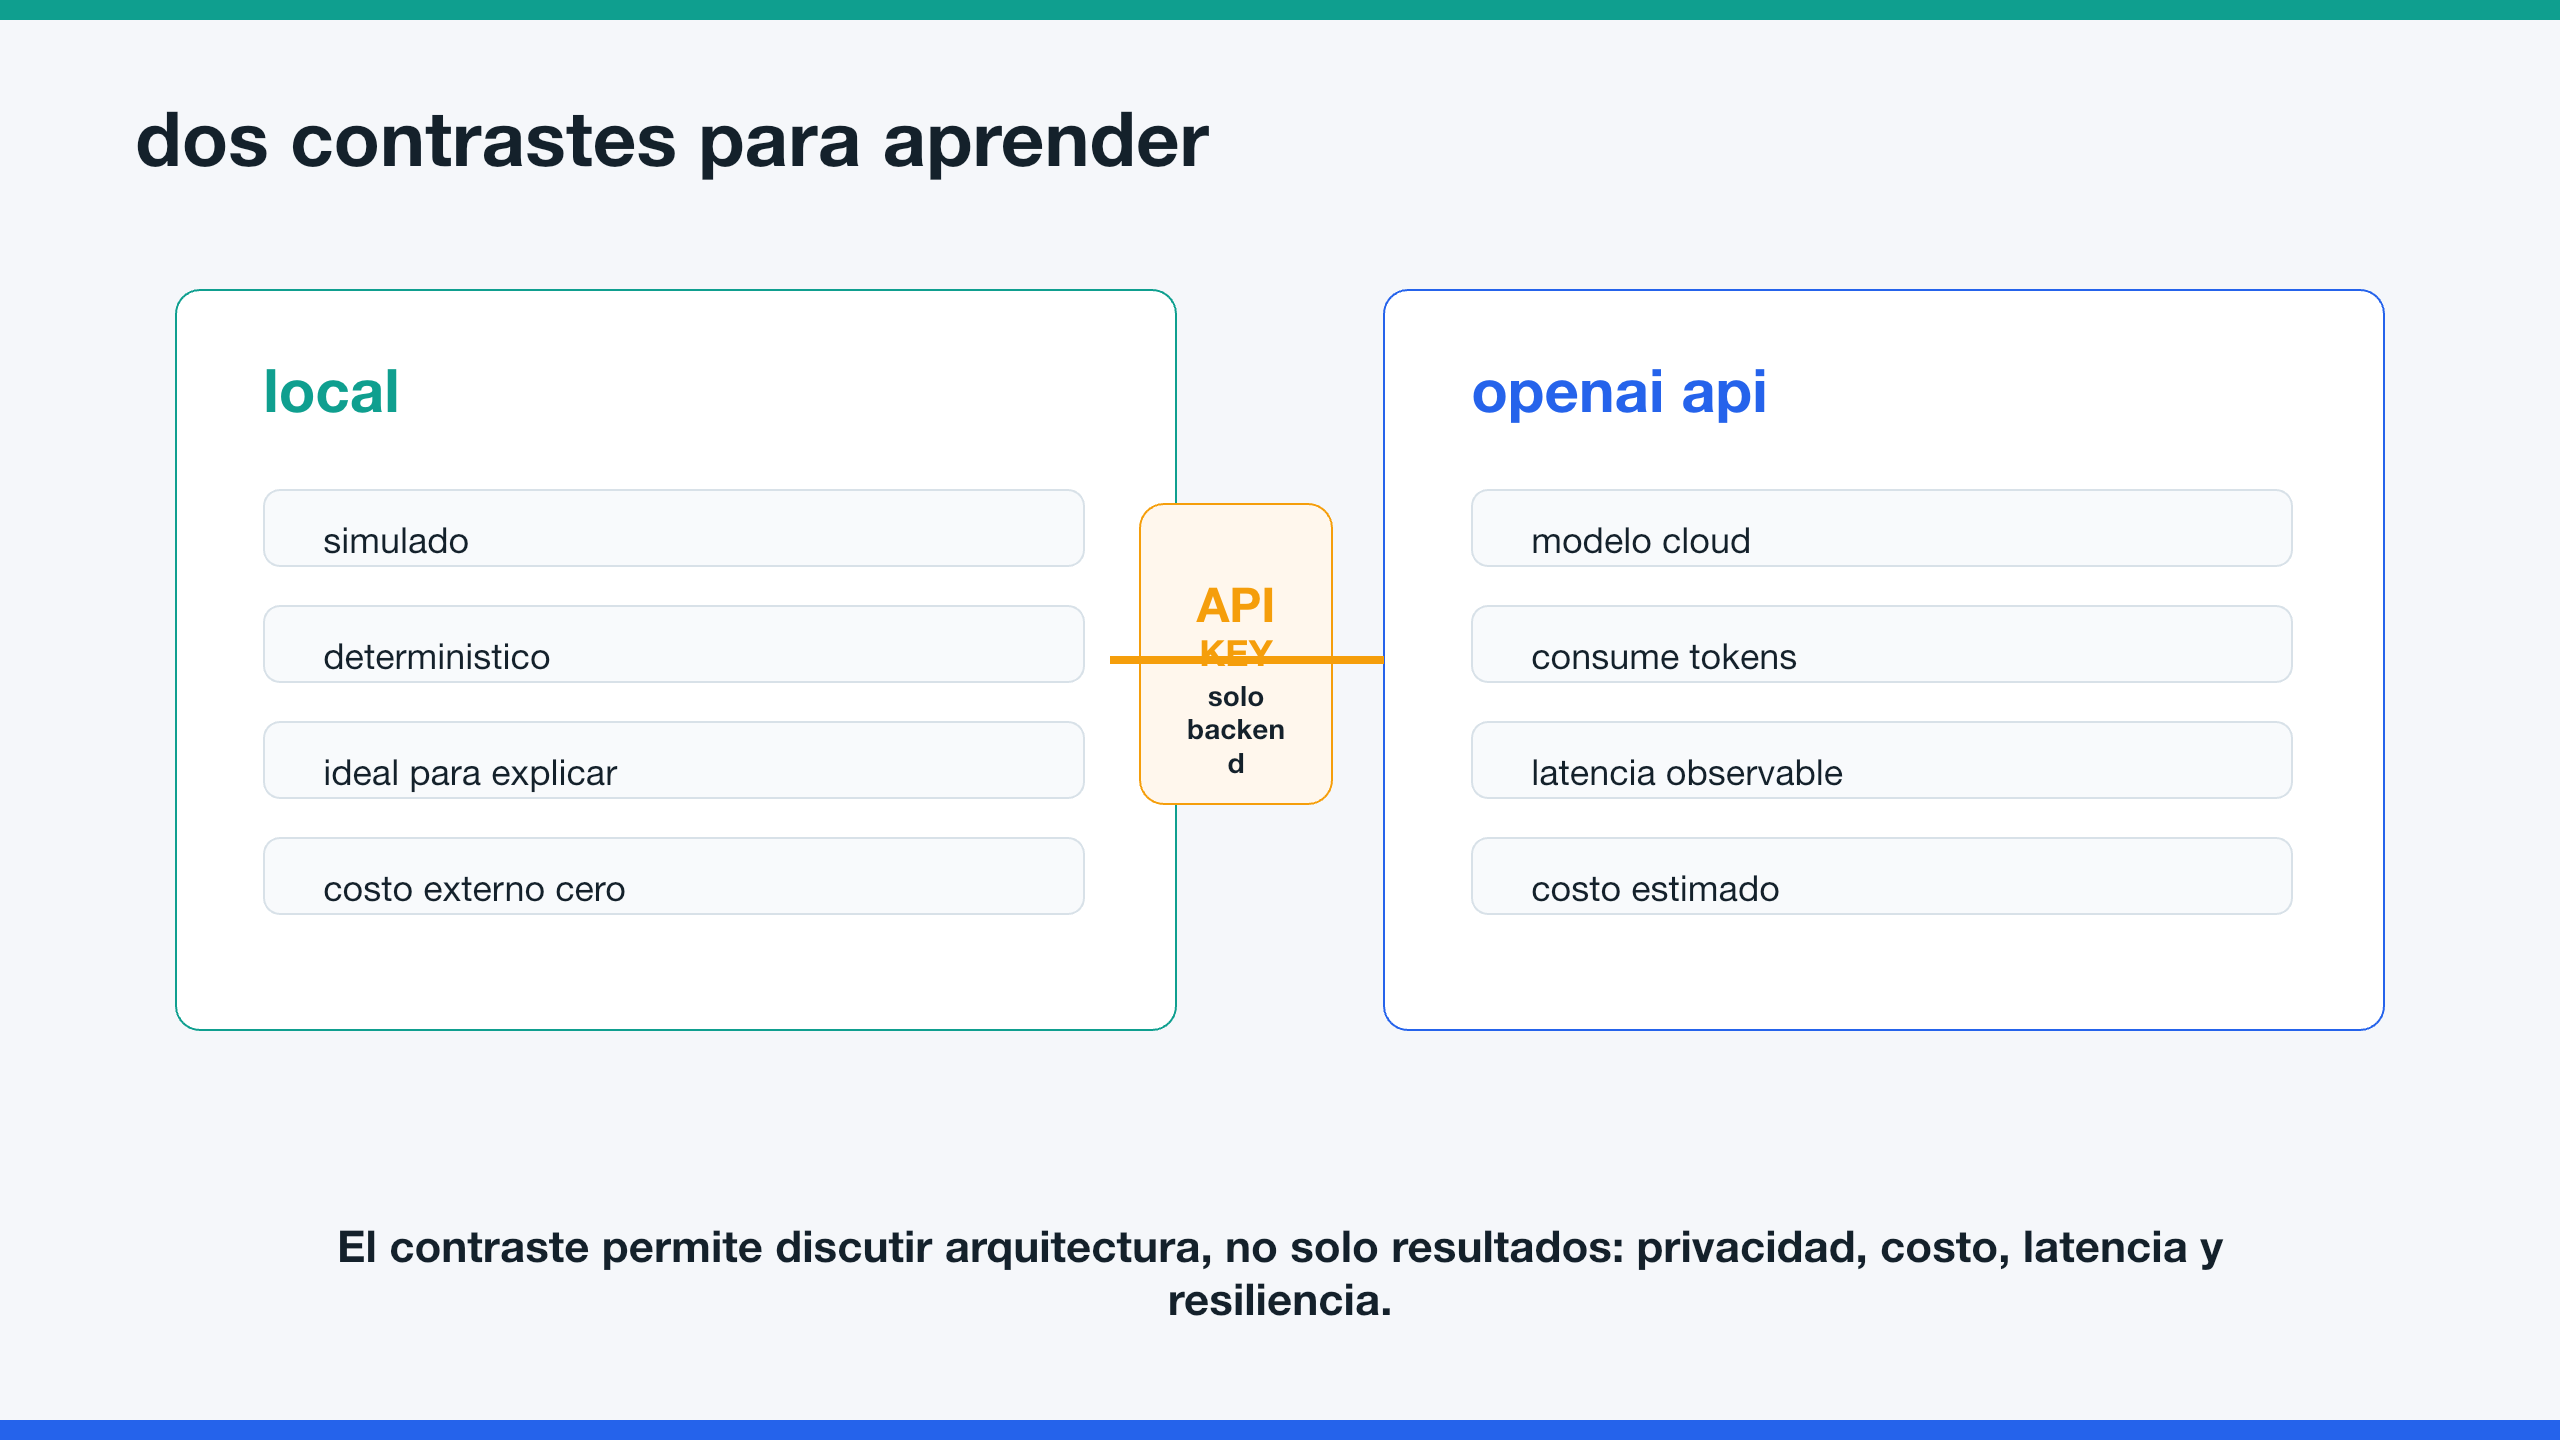 dos contrastes para aprender
local
simulado
deterministico
ideal para explicar
costo externo cero
API
KEY
solo
backen
d
openai api
modelo cloud
consume tokens
latencia observable
costo estimado
El contraste permite discutir arquitectura, no solo resultados: privacidad, costo, latencia y
resiliencia.